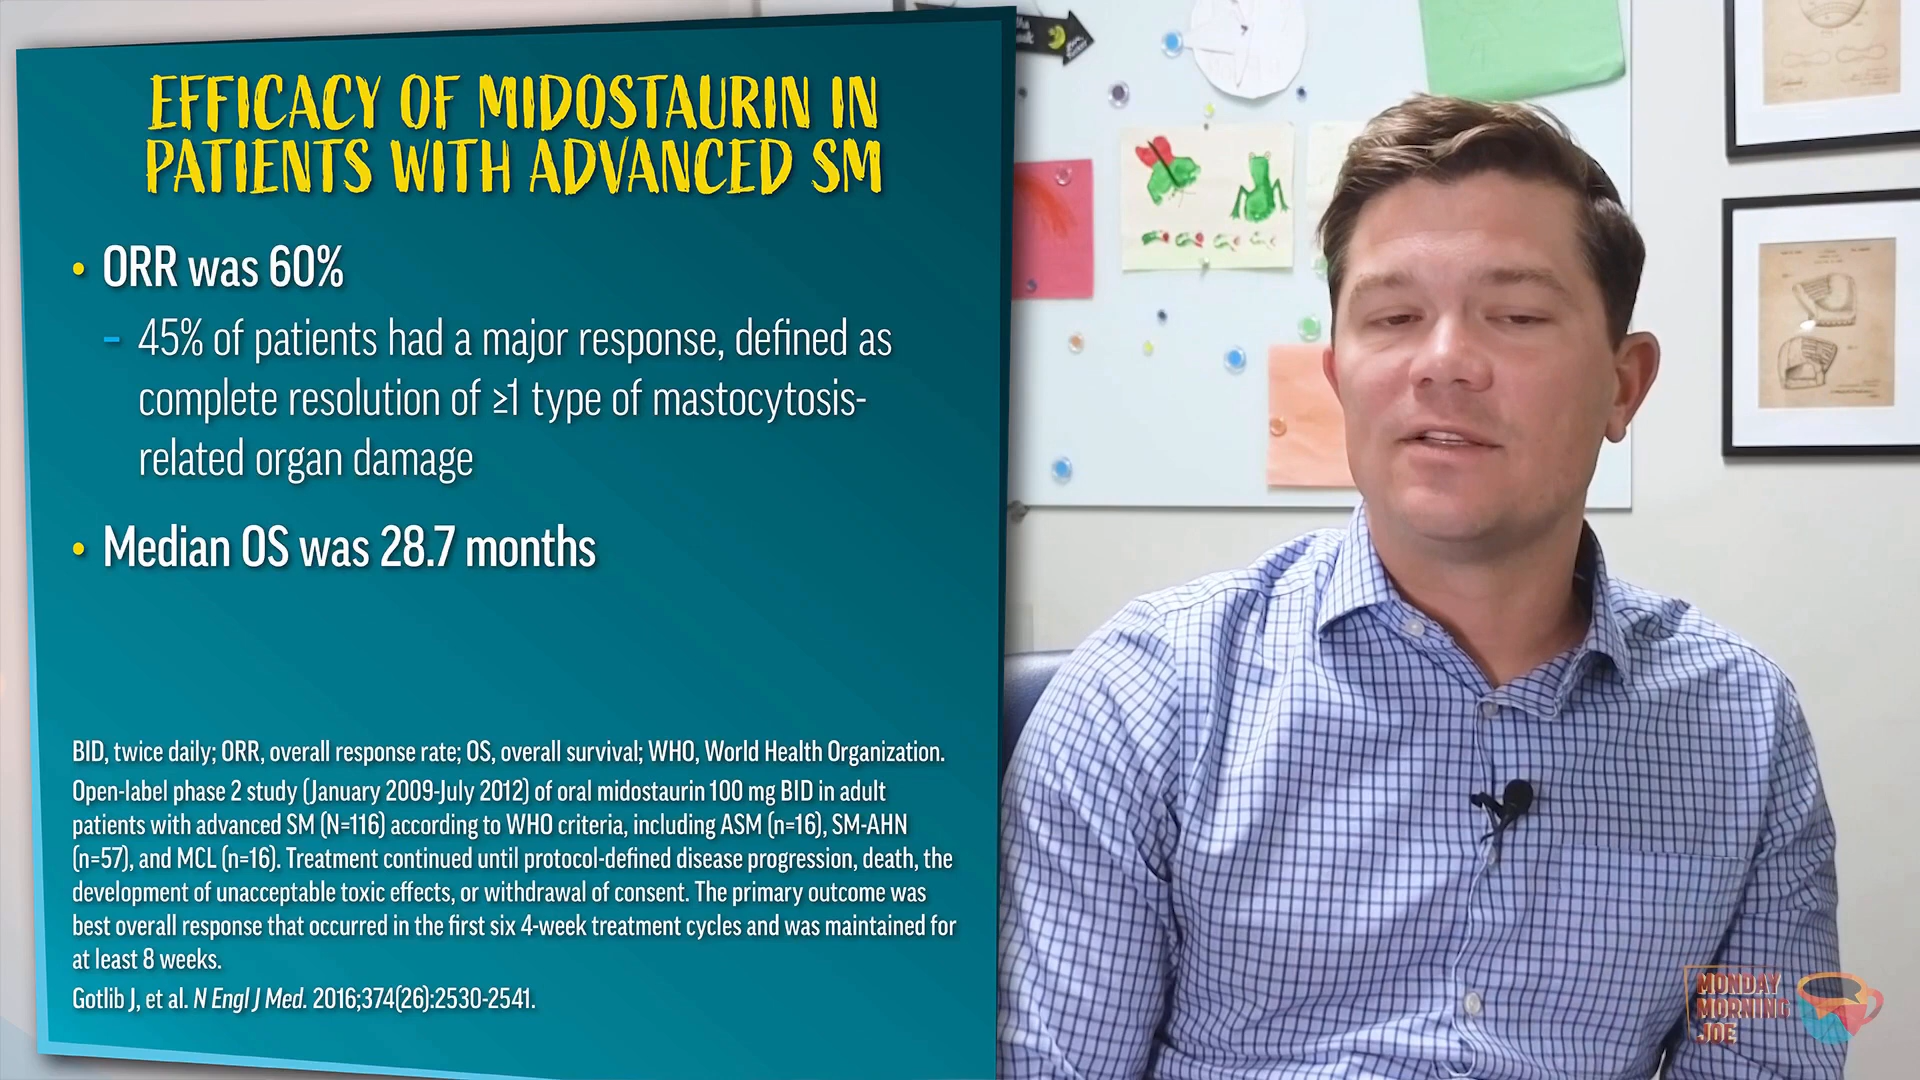 EFFICACY OF MIDOSTAURIN IN
PATIENTS WITH ADVANCED SM
• ORR was 60%
– 45% of patients had a major response, defined as
complete resolution of ≥1 type of mastocytosis-
related organ damage
• Median OS was 28.7 months
BID, twice daily; ORR, overall response rate; OS, overall survival; WHO, World Health Organization.
Open-label phase 2 study (January 2009-July 2012) of oral midostaurin 100 mg BID in adult
patients with advanced SM (N=116) according to WHO criteria, including ASM (n=16), SM-AHN
(n=57), and MCL (n=16). Treatment continued until protocol-defined disease progression, death, the
development of unacceptable toxic effects, or withdrawal of consent. The primary outcome was
best overall response that occurred in the first six 4-week treatment cycles and was maintained for
at least 8 weeks.
Gotlib J, et al. N Engl J Med. 2016;374(26):2530-2541.
MONDAY
MORNING
JOE